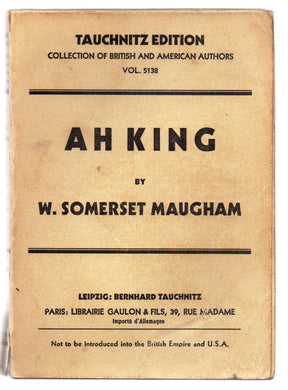 TAUCHNITZ EDITION
COLLECTION OF BRITISH AND AMERICAN AUTHORS
VOL. 5138
AH KING
BY
W. SOMERSET MAUGHAM
LEIPZIG: BERNHARD TAUCHNITZ
PARIS: LIBRAIRIE GAULON & FILS, 39, RUE MADAME
Importé d'Allemagne
Not to be introduced into the British Empire and U.S.A.